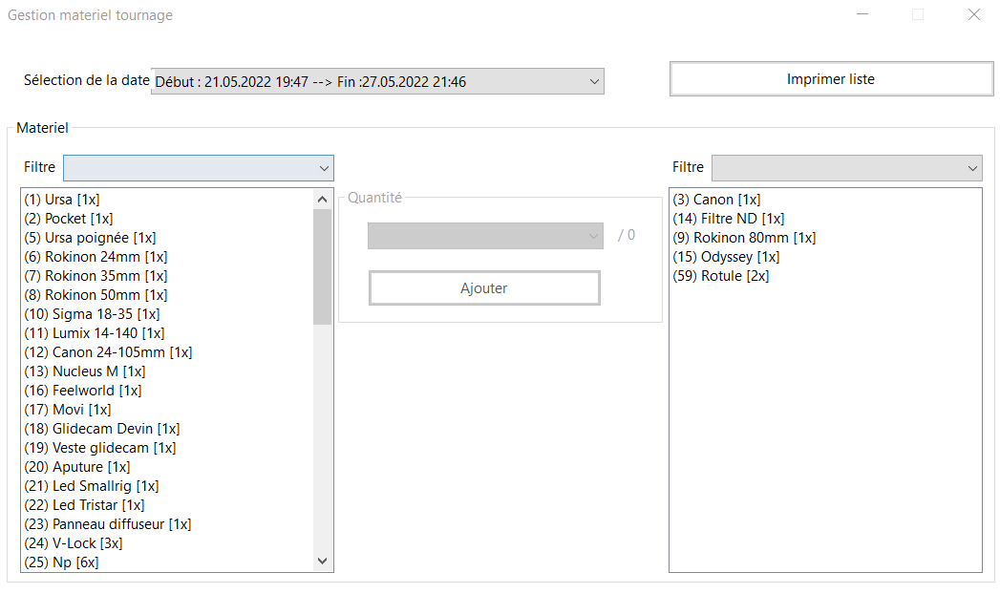 Gestion materiel tournage
Sélection de la date Début : 21.05.2022 19:47 --> Fin :27.05.2022 21:46
Imprimer liste
Materiel
Filtre
(1) Ursa [1x]
(2) Pocket [1x]
(5) Ursa poignée [1x]
(6) Rokinon 24mm [1x]
(7) Rokinon 35mm [1x]
(8) Rokinon 50mm [1x]
(10) Sigma 18-35 [1x]
(11) Lumix 14-140 [1x]
(12) Canon 24-105mm [1x]
(13) Nucleus M [1x]
(16) Feelworld [1x]
(17) Movi [1x]
(18) Glidecam Devin [1x]
(19) Veste glidecam [1x]
(20) Aputure [1x]
(21) Led Smallrig [1x]
(22) Led Tristar [1x]
(23) Panneau diffuseur [1x]
(24) V-Lock [3x]
(25) Np [6x]
Quantité
/ 0
Ajouter
Filtre
(3) Canon [1x]
(14) Filtre ND [1x]
(9) Rokinon 80mm [1x]
(15) Odyssey [1x]
(59) Rotule [2x]